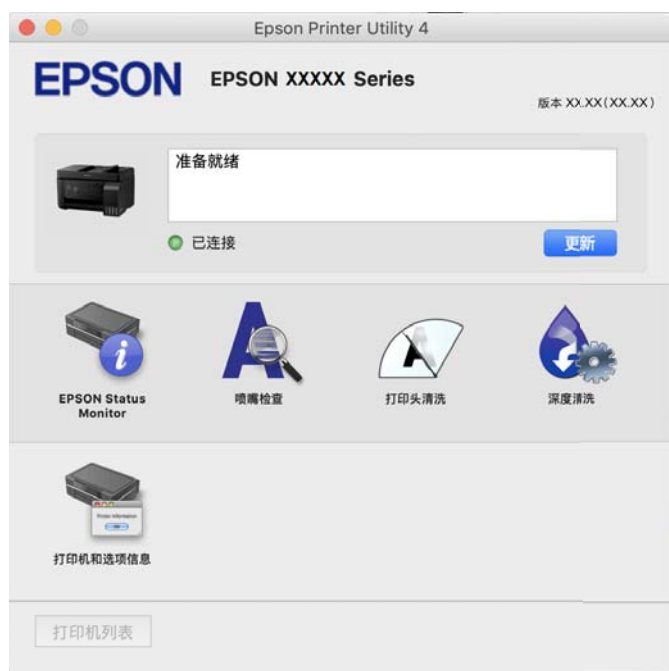 Epson Printer Utility 4
EPSON
EPSON XXXXX Series
版本 XX.XX(XX.XX)
准备就绪
已连接
更新
EPSON Status
Monitor
喷嘴检查
打印头清洗
深度清洗
Printer Information
打印机和选项信息
打印机列表